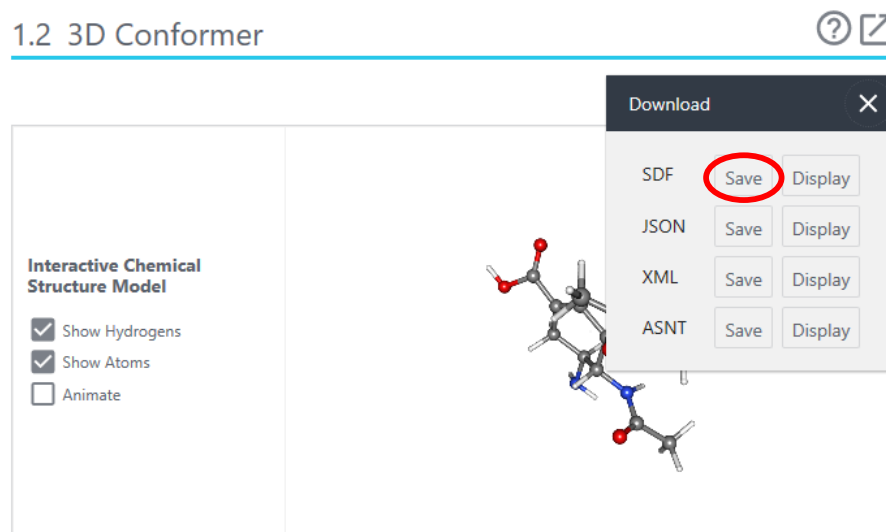 1.2 3D Conformer
Download
SDF Save Display
JSON Save Display
XML Save Display
ASNT Save Display
Interactive Chemical
Structure Model
Show Hydrogens
Show Atoms
Animate